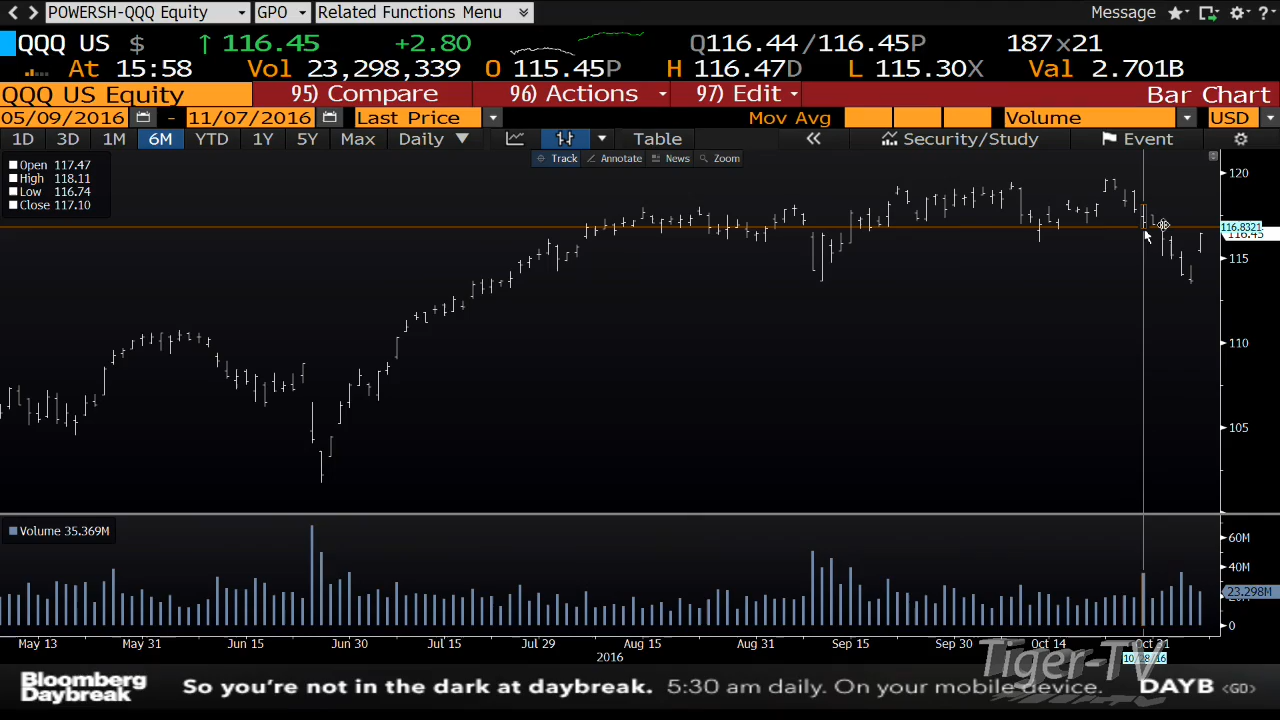 POWERSH-QQQ Equity GPO Related Functions Menu Message ?
QQQ US $ ↑ 116.45 +2.80 Q116.44/116.45P 187x21
At 15:58 Vol 23,298,339 O 115.45P H 116.47D L 115.30X Val 2.701B
QQQ US Equity 95) Compare 96) Actions 97) Edit Bar Chart
05/09/2016 - 11/07/2016 Last Price Mov Avg Volume USD
1D 3D 1M 6M YTD 1Y 5Y Max Daily ▼ Table « Security/Study Event
Track Annotate News Zoom
Open 117.47
High 118.11
Low 116.74
Close 117.10
120
116.8321
116.45
115
110
105
Volume 35.369M
60M
40M
23.298M
0
May 13 May 31 Jun 15 Jun 30 Jul 15 Jul 29 Aug 15 Aug 31 Sep 15 Sep 30 Oct 14 Oct 31
2016
Tiger-TV
Bloomberg
Daybreak
So you're not in the dark at daybreak. 5:30 am daily. On your mobile device. DAYB <GO>